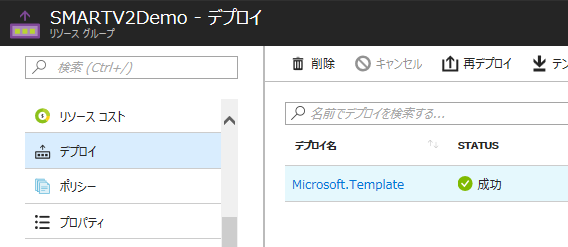 SMARTV2Demo - デプロイ
リソース グループ
検索 (Ctrl+/)
リソース コスト
デプロイ
ポリシー
プロパティ
削除 キャンセル 再デプロイ テン
名前でデプロイを検索する...
デプロイ名 STATUS
Microsoft.Template 成功